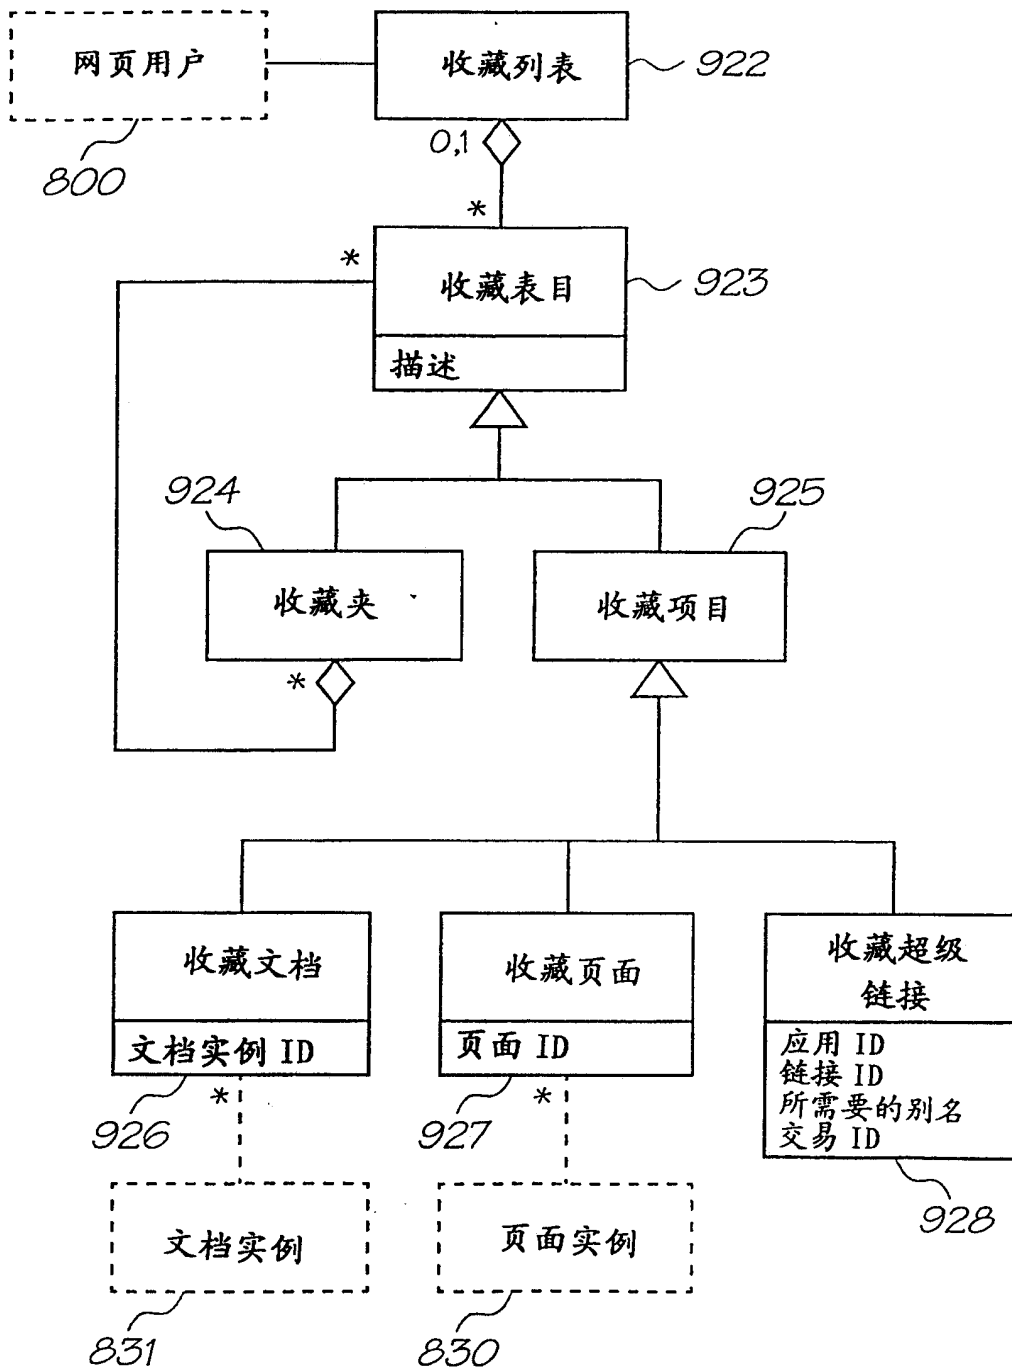 网页用户
收藏列表
922
800
0,1
*
*
收藏表目
923
描述
924
925
收藏夹
收藏项目
*
收藏文档
收藏页面
收藏超级
链接
文档实例 ID
页面 ID
应用 ID
链接 ID
所需要的别名
交易 ID
*
*
926
927
928
文档实例
页面实例
831
830